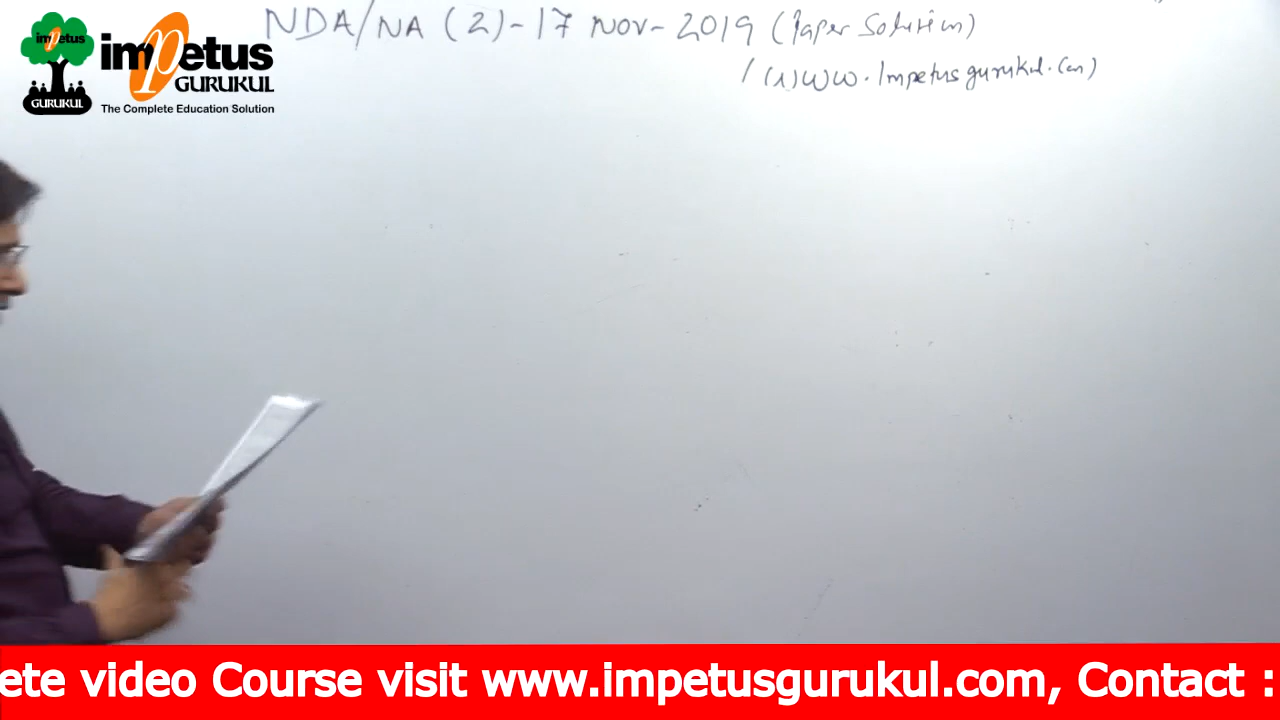 NDA/NA (2)-17 Nov-2019 (Paper Solution)
/ www.Impetusgurukul.com)
impetus
GURUKUL
impetus
GURUKUL
The Complete Education Solution
ete video Course visit www.impetusgurukul.com, Contact :